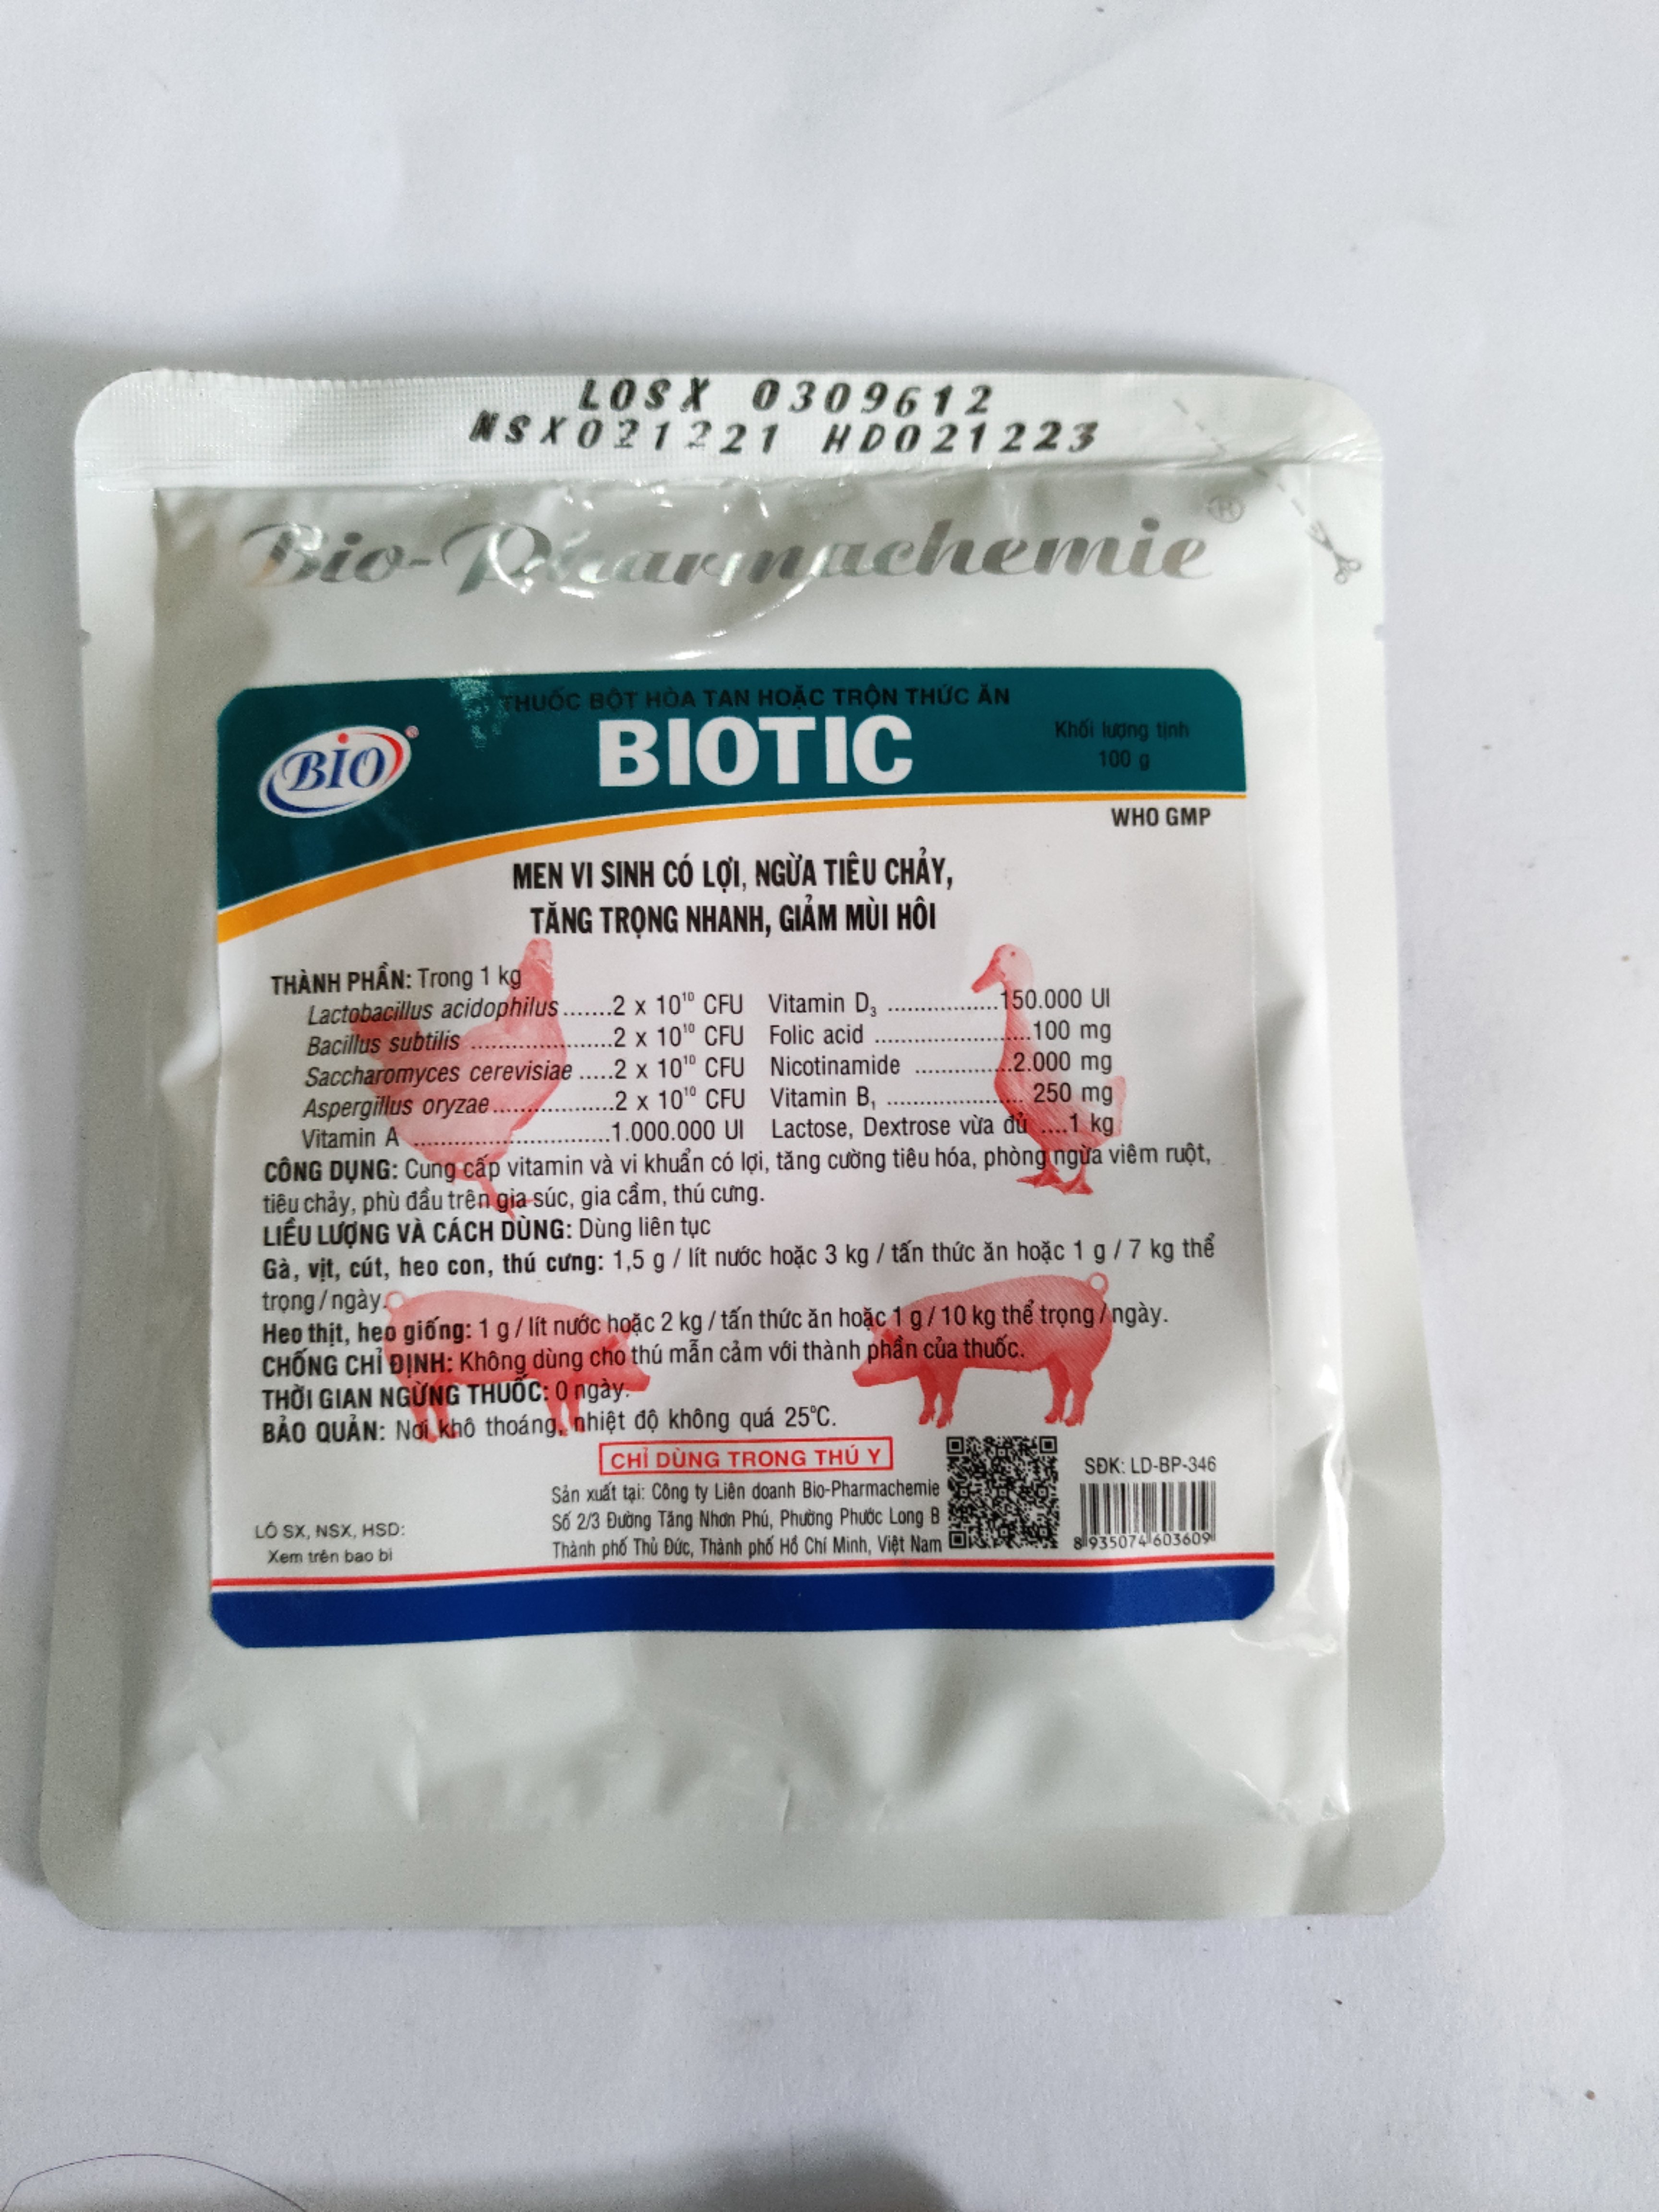 LOSX 0309612
NSX021221 HD021223
Bio-Pharmachemie®
THUỐC BỘT HÒA TAN HOẶC TRỘN THỨC ĂN
BIO®
BIOTIC
Khối lượng tịnh
100 g
WHO GMP
MEN VI SINH CÓ LỢI, NGỪA TIÊU CHẢY,
TĂNG TRỌNG NHANH, GIẢM MÙI HÔI
THÀNH PHẦN: Trong 1 kg
Lactobacillus acidophilus.......2 x 10¹⁰ CFU Vitamin D₃ .................150.000 UI
Bacillus subtilis .....................2 x 10¹⁰ CFU Folic acid ........................100 mg
Saccharomyces cerevisiae .....2 x 10¹⁰ CFU Nicotinamide ...............2.000 mg
Aspergillus oryzae..................2 x 10¹⁰ CFU Vitamin B₁ ..................... 250 mg
Vitamin A .............................1.000.000 UI Lactose, Dextrose vừa đủ ....1 kg
CÔNG DỤNG: Cung cấp vitamin và vi khuẩn có lợi, tăng cường tiêu hóa, phòng ngừa viêm ruột,
tiêu chảy, phù đầu trên gia súc, gia cầm, thú cưng.
LIỀU LƯỢNG VÀ CÁCH DÙNG: Dùng liên tục
Gà, vịt, cút, heo con, thú cưng: 1,5 g / lít nước hoặc 3 kg / tấn thức ăn hoặc 1 g / 7 kg thể
trọng/ngày.
Heo thịt, heo giống: 1 g / lít nước hoặc 2 kg / tấn thức ăn hoặc 1 g / 10 kg thể trọng / ngày.
CHỐNG CHỈ ĐỊNH: Không dùng cho thú mẫn cảm với thành phần của thuốc.
THỜI GIAN NGỪNG THUỐC: 0 ngày.
BẢO QUẢN: Nơi khô thoáng, nhiệt độ không quá 25°C.
CHỈ DÙNG TRONG THÚ Y
SĐK: LD-BP-346
Sản xuất tại: Công ty Liên doanh Bio-Pharmachemie
Số 2/3 Đường Tăng Nhơn Phú, Phường Phước Long B
Thành phố Thủ Đức, Thành phố Hồ Chí Minh, Việt Nam
LÔ SX, NSX, HSD:
Xem trên bao bì
8 935074 603609